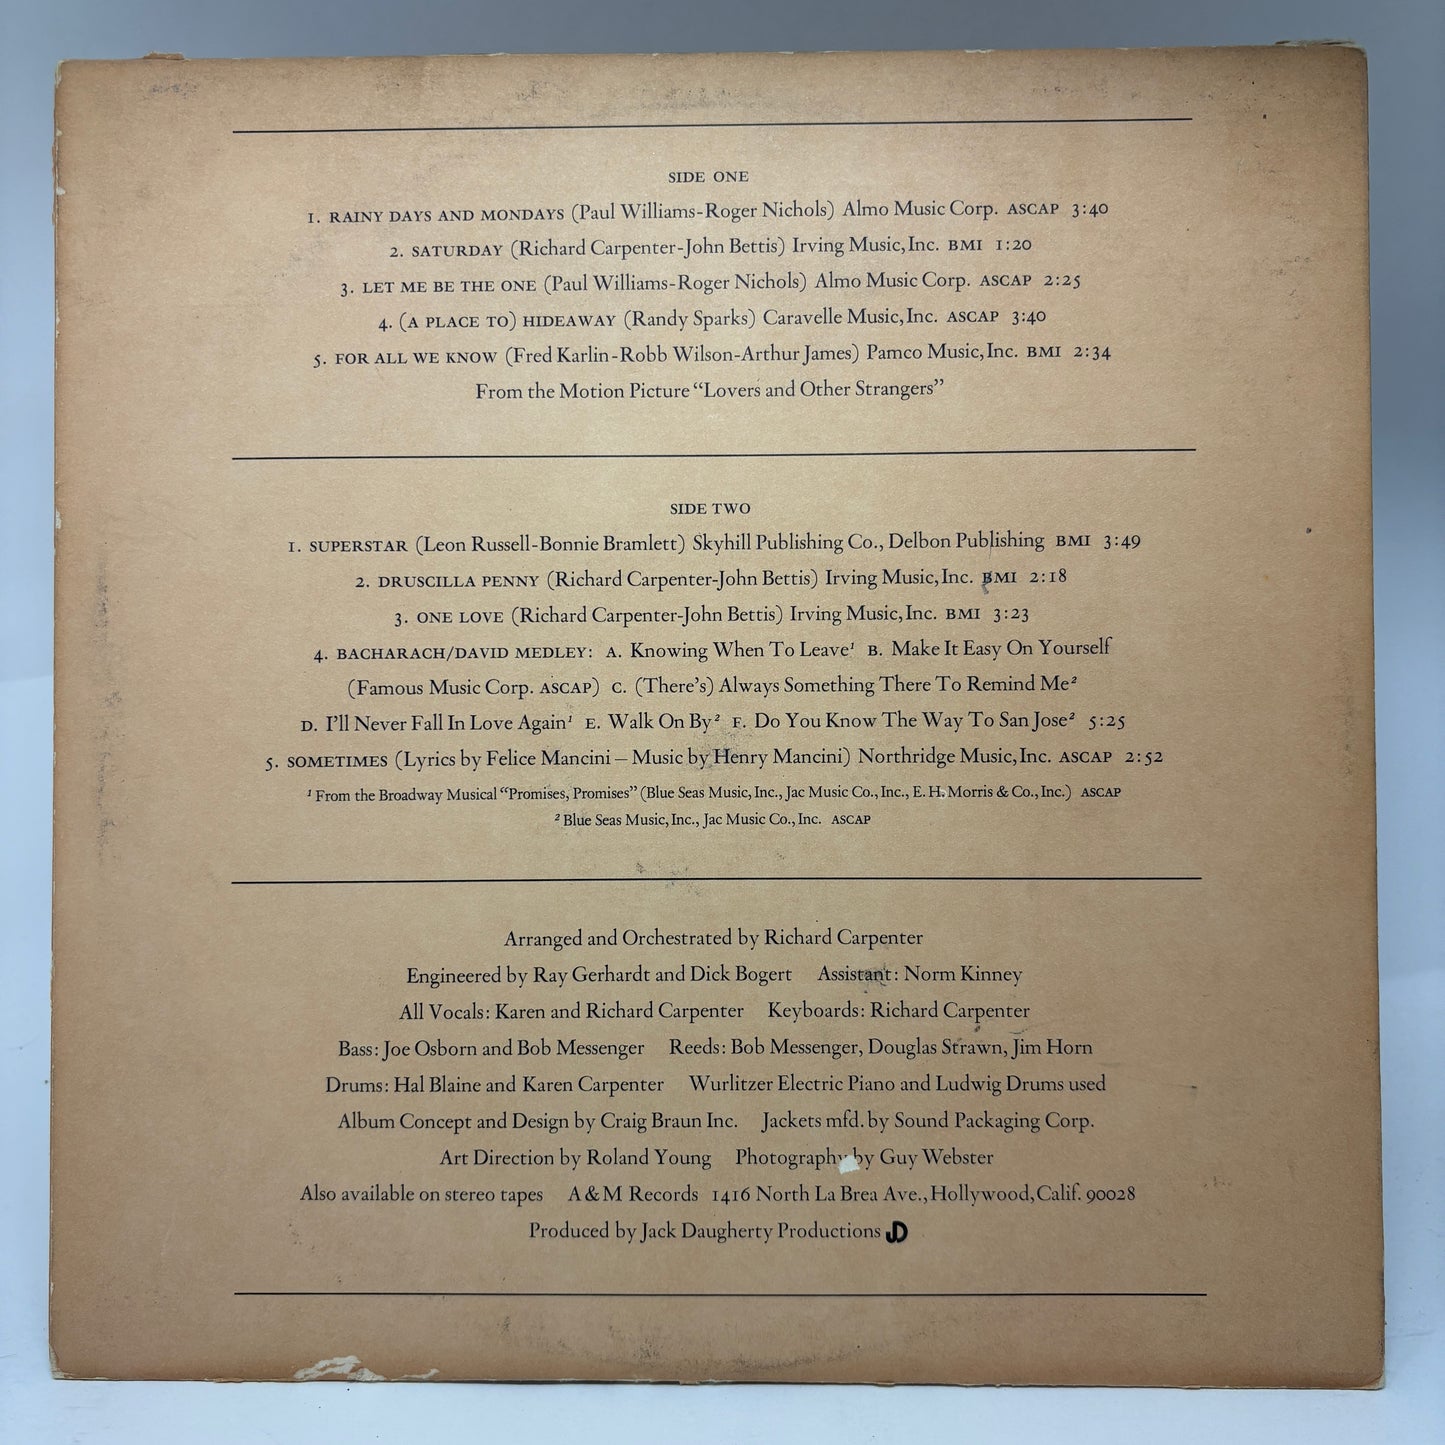 SIDE ONE
1. RAINY DAYS AND MONDAYS (Paul Williams-Roger Nichols) Almo Music Corp. ASCAP 3:40
2. SATURDAY (Richard Carpenter-John Bettis) Irving Music, Inc. BMI 1:20
3. LET ME BE THE ONE (Paul Williams-Roger Nichols) Almo Music Corp. ASCAP 2:25
4. (A PLACE TO) HIDEAWAY (Randy Sparks) Caravelle Music, Inc. ASCAP 3:40
5. FOR ALL WE KNOW (Fred Karlin-Robb Wilson-Arthur James) Pamco Music, Inc. BMI 2:34
From the Motion Picture “Lovers and Other Strangers”
SIDE TWO
1. SUPERSTAR (Leon Russell-Bonnie Bramlett) Skyhill Publishing Co., Delbon Publishing BMI 3:49
2. DRUSCILLA PENNY (Richard Carpenter-John Bettis) Irving Music, Inc. BMI 2:18
3. ONE LOVE (Richard Carpenter-John Bettis) Irving Music, Inc. BMI 3:23
4. BACHARACH/DAVID MEDLEY: A. Knowing When To Leave¹ B. Make It Easy On Yourself
(Famous Music Corp. ASCAP) C. (There’s) Always Something There To Remind Me²
D. I’ll Never Fall In Love Again¹ E. Walk On By² F. Do You Know The Way To San Jose² 5:25
5. SOMETIMES (Lyrics by Felice Mancini – Music by Henry Mancini) Northridge Music, Inc. ASCAP 2:52
¹ From the Broadway Musical “Promises, Promises” (Blue Seas Music, Inc., Jac Music Co., Inc., E. H. Morris & Co., Inc.) ASCAP
² Blue Seas Music, Inc., Jac Music Co., Inc. ASCAP
Arranged and Orchestrated by Richard Carpenter
Engineered by Ray Gerhardt and Dick Bogert Assistant: Norm Kinney
All Vocals: Karen and Richard Carpenter Keyboards: Richard Carpenter
Bass: Joe Osborn and Bob Messenger Reeds: Bob Messenger, Douglas Strawn, Jim Horn
Drums: Hal Blaine and Karen Carpenter Wurlitzer Electric Piano and Ludwig Drums used
Album Concept and Design by Craig Braun Inc. Jackets mfd. by Sound Packaging Corp.
Art Direction by Roland Young Photography by Guy Webster
Also available on stereo tapes A & M Records 1416 North La Brea Ave., Hollywood, Calif. 90028
Produced by Jack Daugherty Productions JD